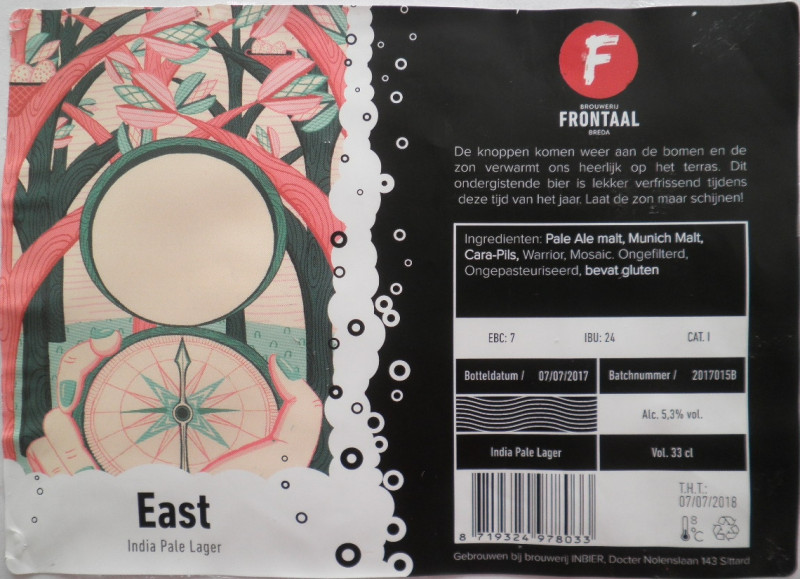 East
India Pale Lager
F
BROUWERIJ
FRONTAAL
BREDA
De knoppen komen weer aan de bomen en de
zon verwarmt ons heerlijk op het terras. Dit
ondergistende bier is lekker verfrissend tijdens
deze tijd van het jaar. Laat de zon maar schijnen!
Ingredienten: Pale Ale malt, Munich Malt,
Cara-Pils, Warrior, Mosaic. Ongefilterd,
Ongepasteuriseerd, bevat gluten
EBC: 7 IBU: 24 CAT. I
Botteldatum / 07/07/2017 Batchnummer / 2017015B
Alc. 5,3% vol.
India Pale Lager Vol. 33 cl
T.H.T.:
07/07/2018
8 °C
8 719324 978033
Gebrouwen bij brouwerij INBIER, Docter Nolenslaan 143 Sittard